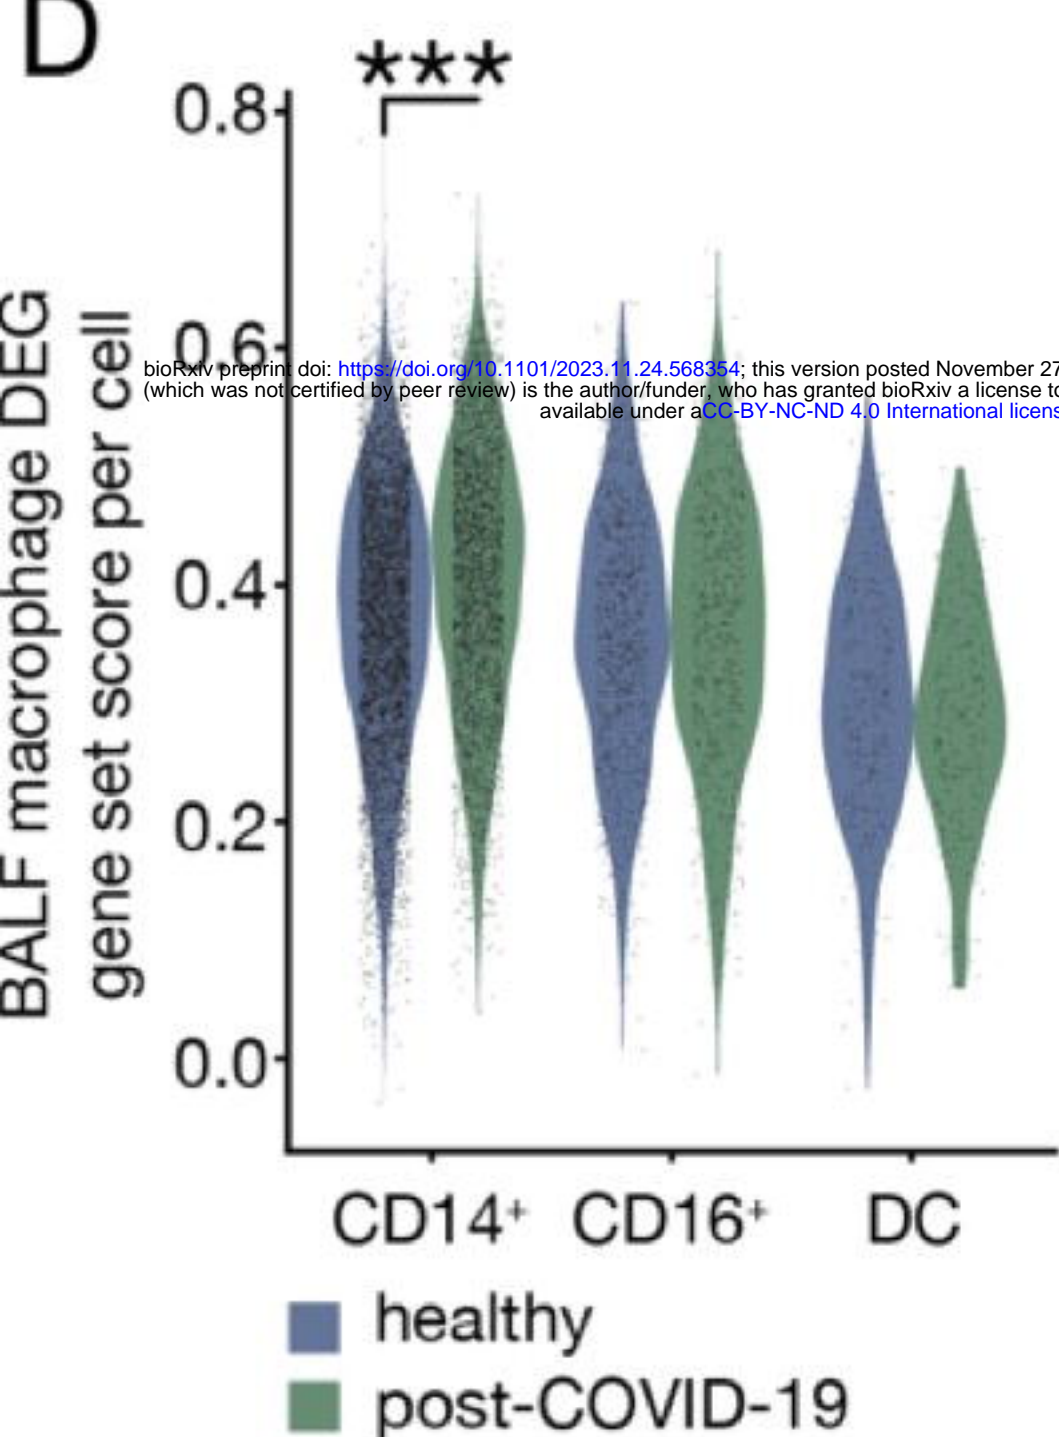 D
***
0.8
0.6
bioRxiv preprint doi: https://doi.org/10.1101/2023.11.24.568354; this version posted November 27
(which was not certified by peer review) is the author/funder, who has granted bioRxiv a license to
available under aCC-BY-NC-ND 4.0 International licens
0.4
0.2
0.0
BALF macrophage DEG
gene set score per cell
CD14⁺ CD16⁺ DC
healthy
post-COVID-19